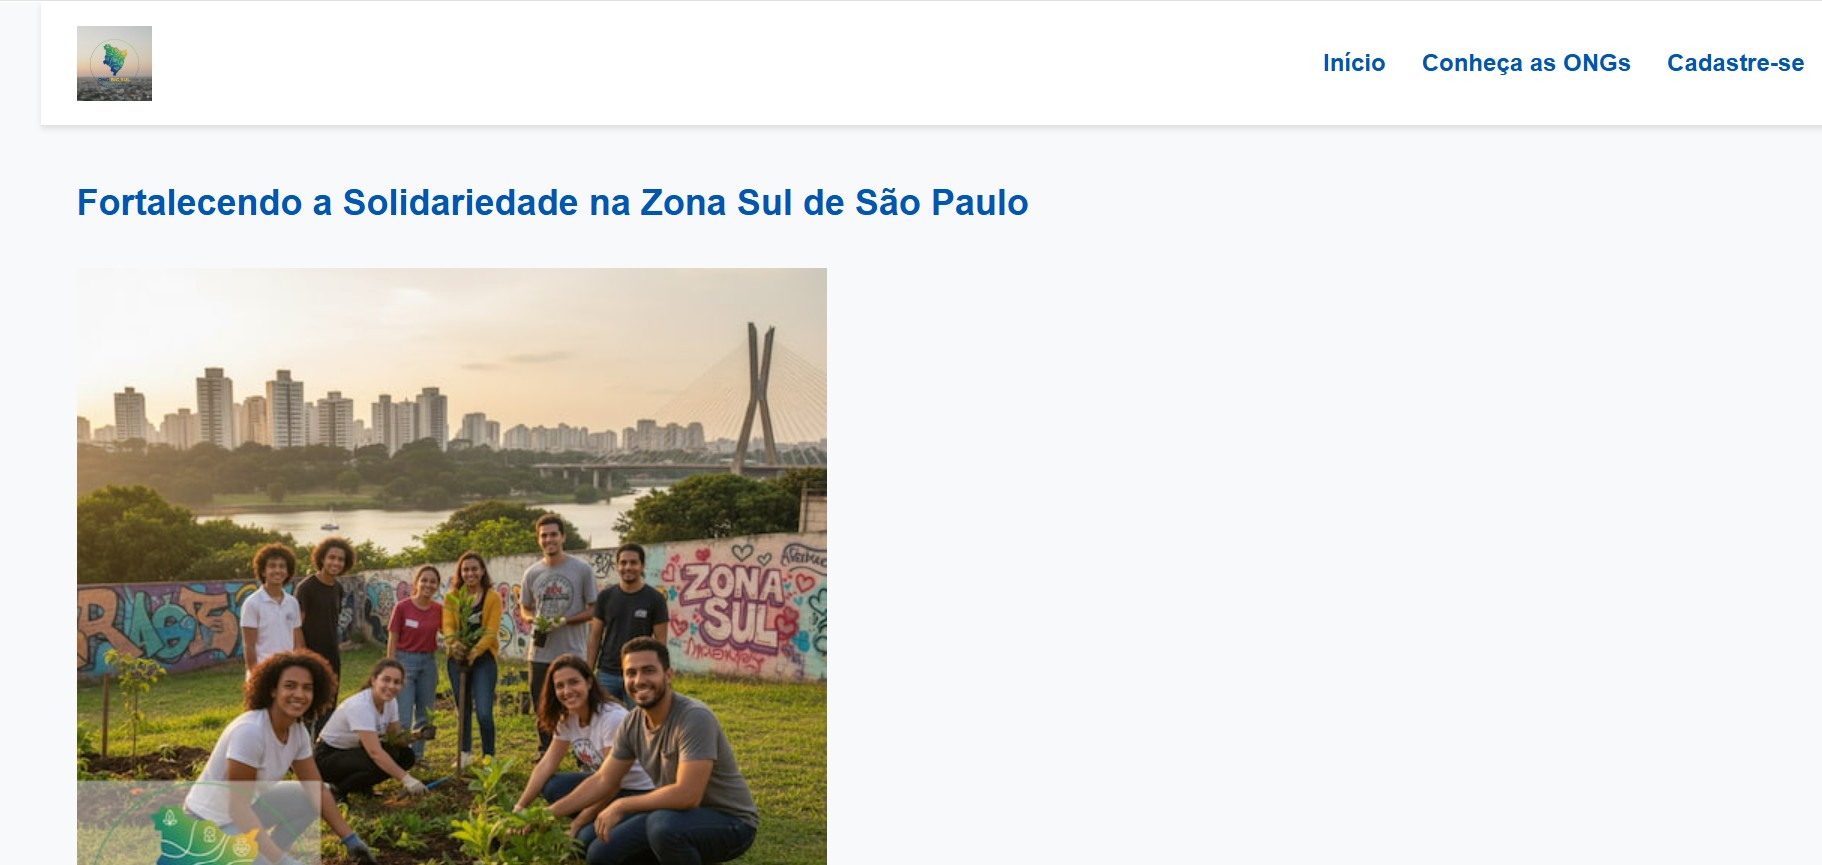 Início Conheça as ONGs Cadastre-se
Fortalecendo a Solidariedade na Zona Sul de São Paulo
ZONA
SUL